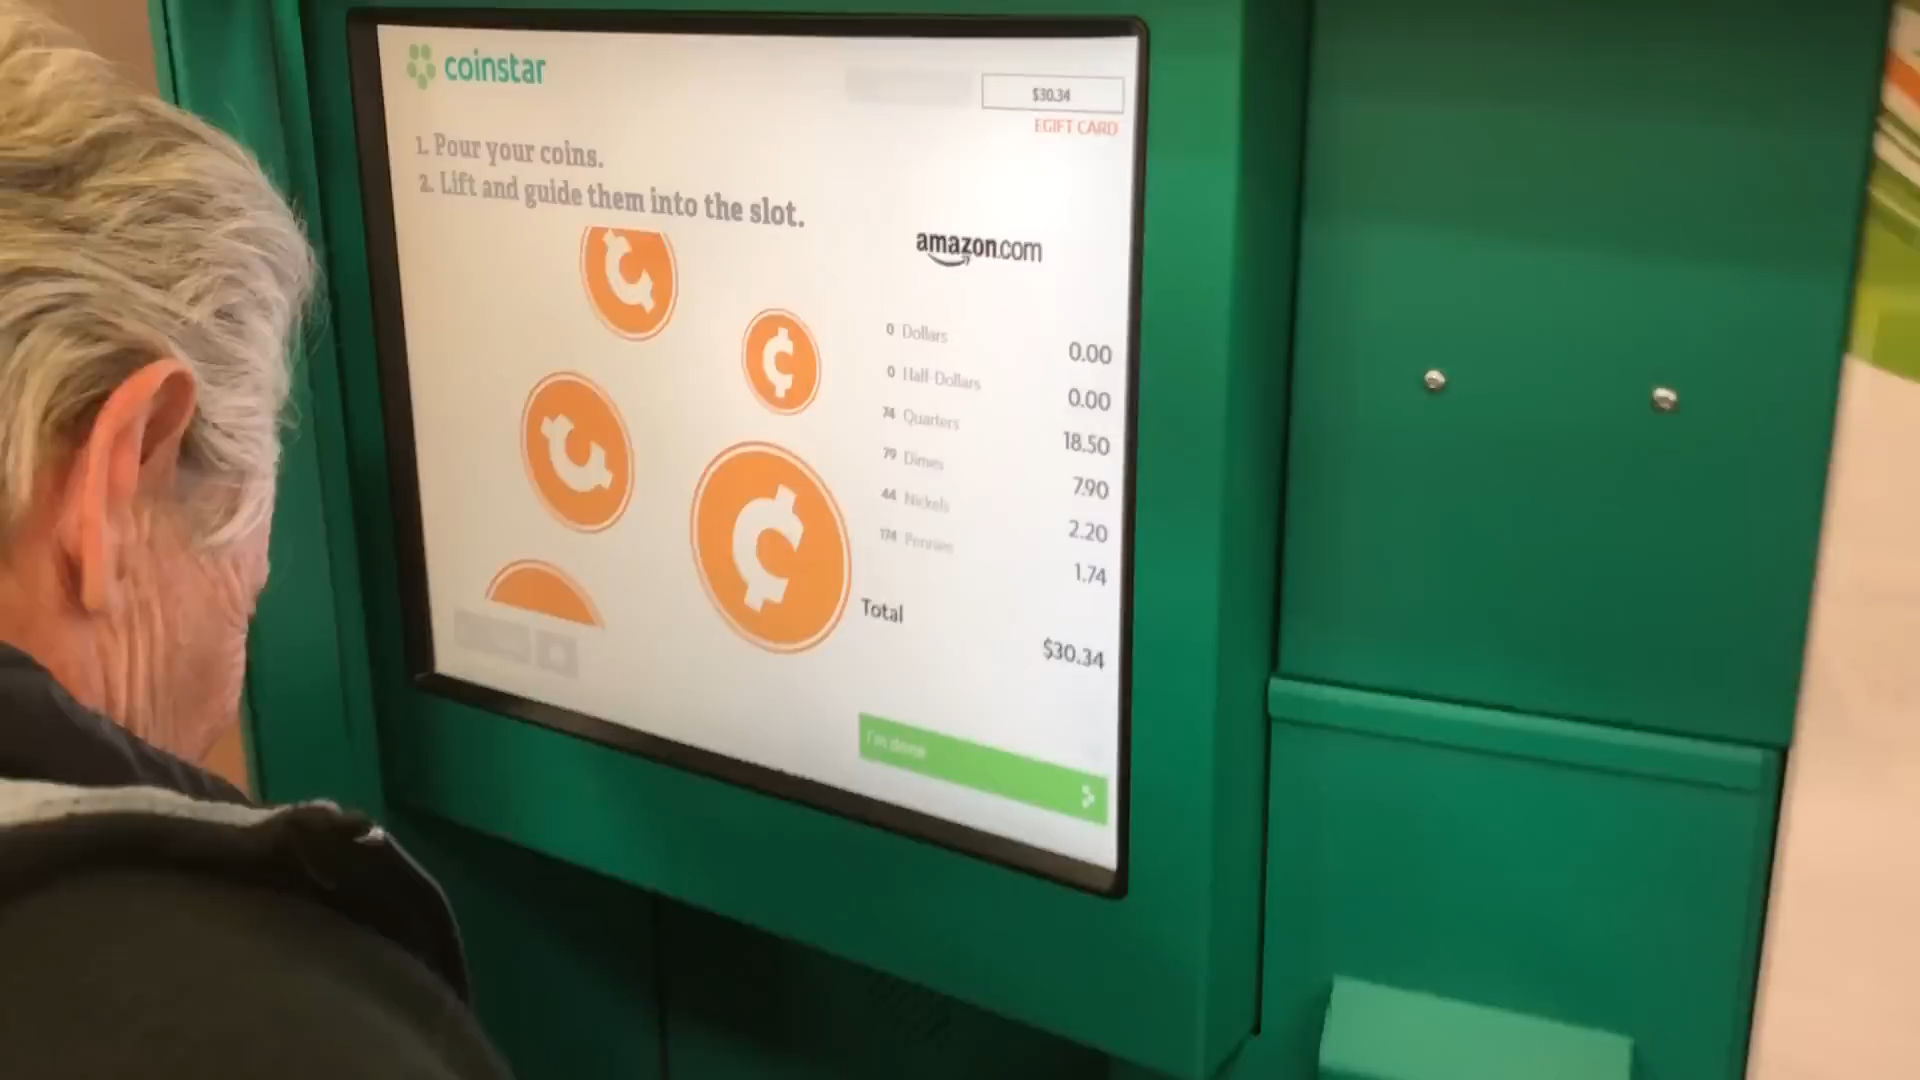 coinstar
$30.34
EGIFT CARD
1. Pour your coins.
2. Lift and guide them into the slot.
amazon.com
0 Dollars 0.00
0 Half-Dollars 0.00
74 Quarters 18.50
79 Dimes 7.90
44 Nickels 2.20
174 Pennies 1.74
Total
$30.34
I'm done